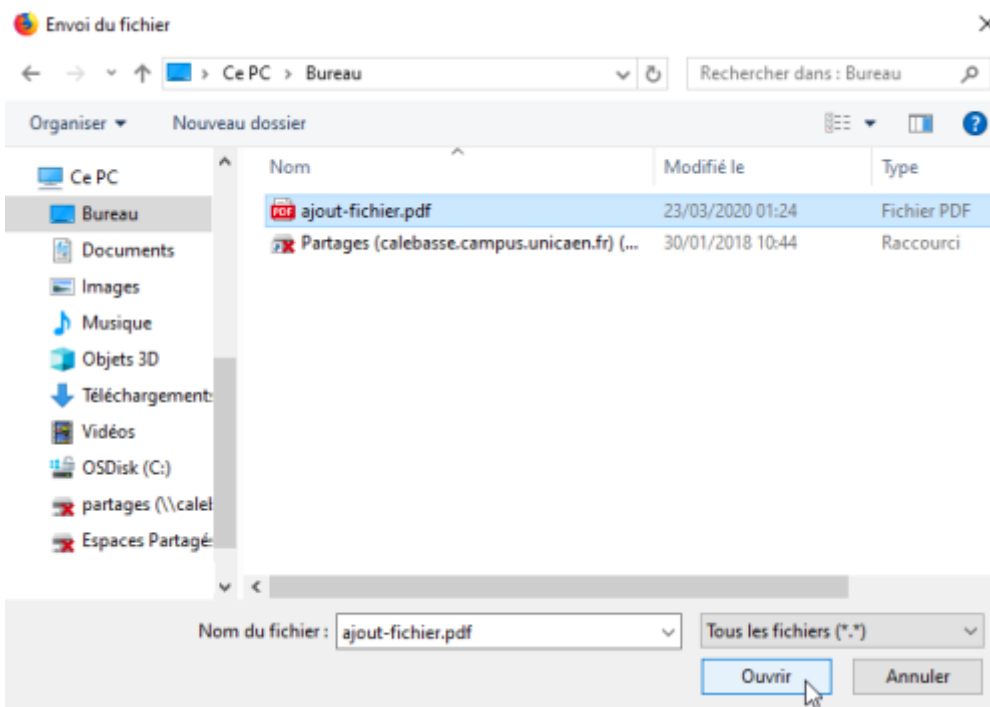 Envoi du fichier
Ce PC > Bureau
Rechercher dans : Bureau
Organiser
Nouveau dossier
Nom
Modifié le
Type
Ce PC
Bureau
Documents
Images
Musique
Objets 3D
Téléchargement
Vidéos
OSDisk (C:)
partages (\\caleb
Espaces Partagé
PDF ajout-fichier.pdf 23/03/2020 01:24 Fichier PDF
Partages (calebasse.campus.unicaen.fr) (... 30/01/2018 10:44 Raccourci
Nom du fichier : ajout-fichier.pdf
Tous les fichiers (*.*)
Ouvrir
Annuler